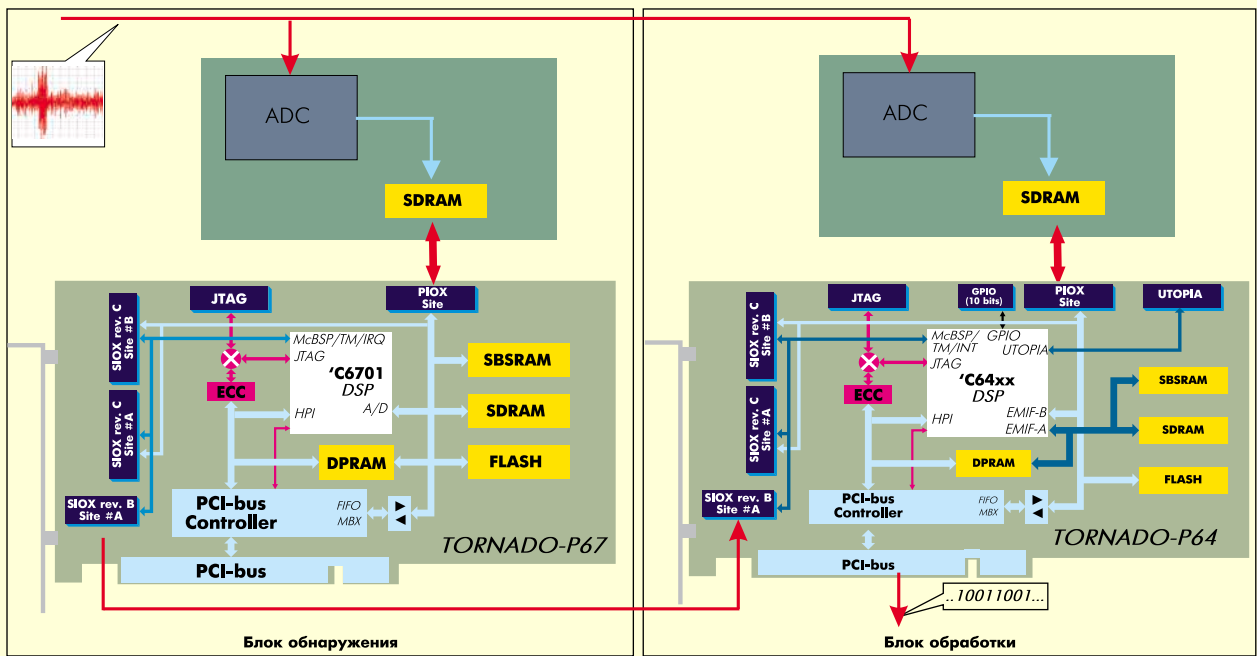 ADC
SDRAM
JTAG
PIOX
Site
SIOX rev. C
Site #B
SIOX rev. C
Site #A
SIOX rev. B
Site #A
McBSP/TM/IRQ
JTAG
'C6701
DSP
HPI
A/D
ECC
SBSRAM
SDRAM
FLASH
DPRAM
PCI-bus
Controller
FIFO
MBX
PCI-bus
TORNADO-P67
Блок обнаружения
ADC
SDRAM
JTAG
GPIO
(10 bits)
PIOX
Site
UTOPIA
SIOX rev. C
Site #B
SIOX rev. C
Site #A
SIOX rev. B
Site #A
McBSP/
TM/INT
GPIO
UTOPIA
JTAG
'C64xx
DSP
HPI
EMIF-B
EMIF-A
ECC
SBSRAM
SDRAM
FLASH
DPRAM
PCI-bus
Controller
FIFO
MBX
PCI-bus
TORNADO-P64
..10011001...
Блок обработки